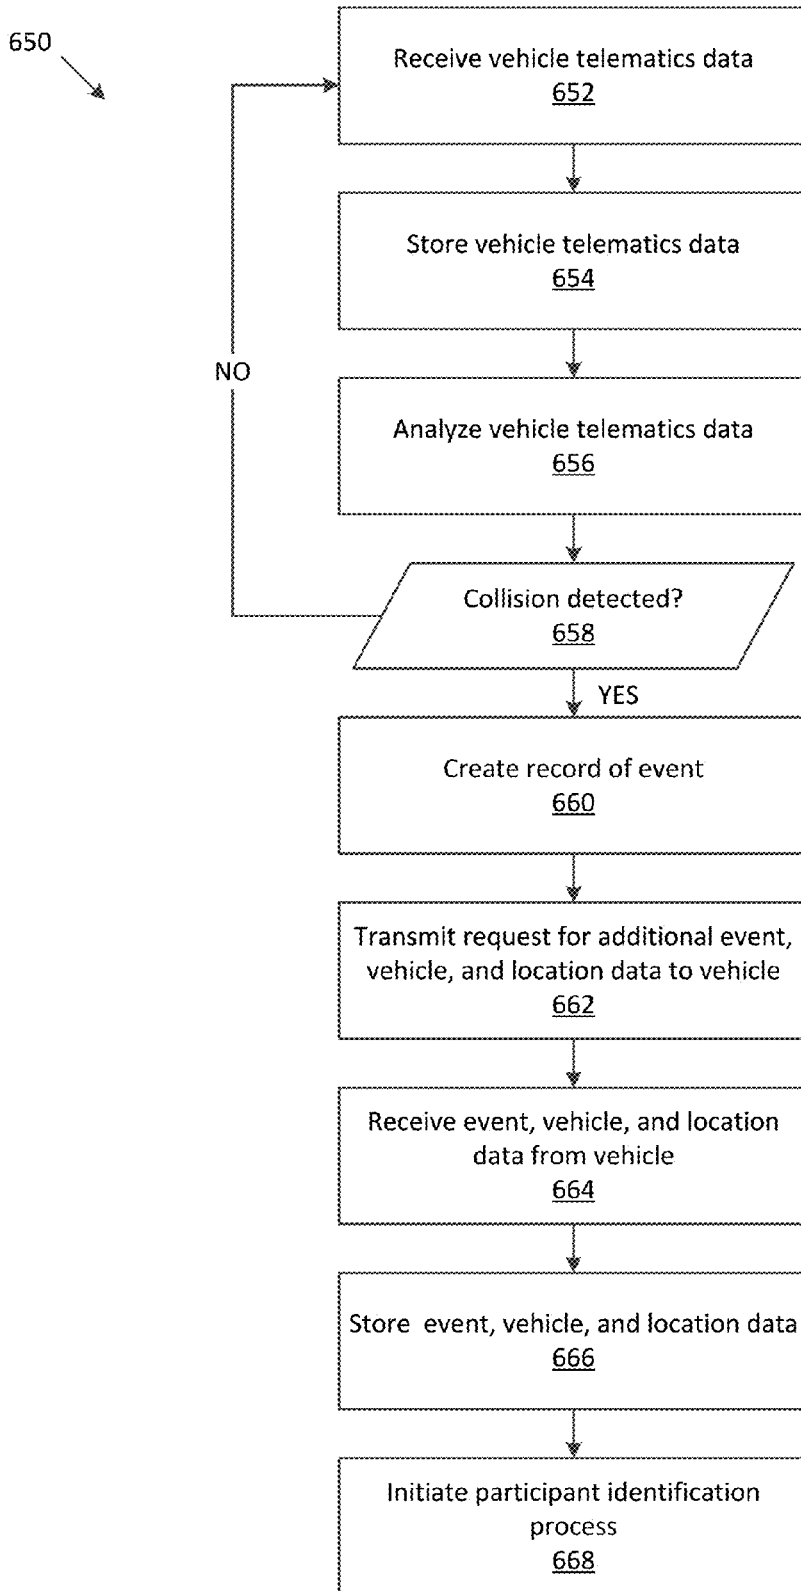 650
Receive vehicle telematics data
652
Store vehicle telematics data
654
NO
Analyze vehicle telematics data
656
Collision detected?
658
YES
Create record of event
660
Transmit request for additional event,
vehicle, and location data to vehicle
662
Receive event, vehicle, and location
data from vehicle
664
Store event, vehicle, and location data
666
Initiate participant identification
process
668